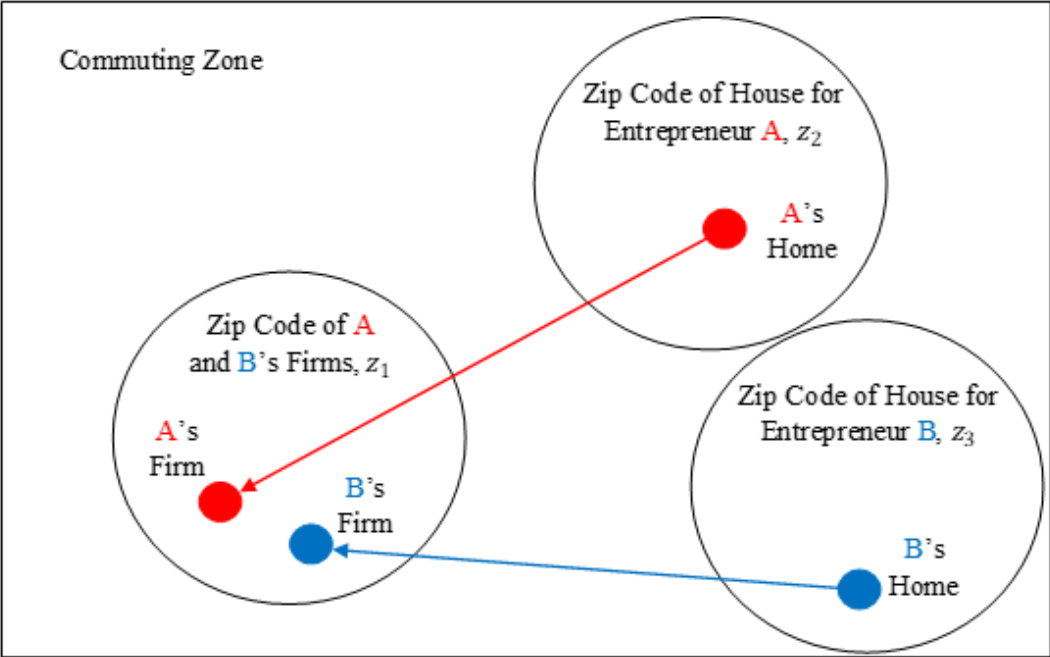 Commuting Zone
Zip Code of House for
Entrepreneur A, z₂
A's
Home
Zip Code of A
and B's Firms, z₁
A's
Firm
B's
Firm
Zip Code of House for
Entrepreneur B, z₃
B's
Home